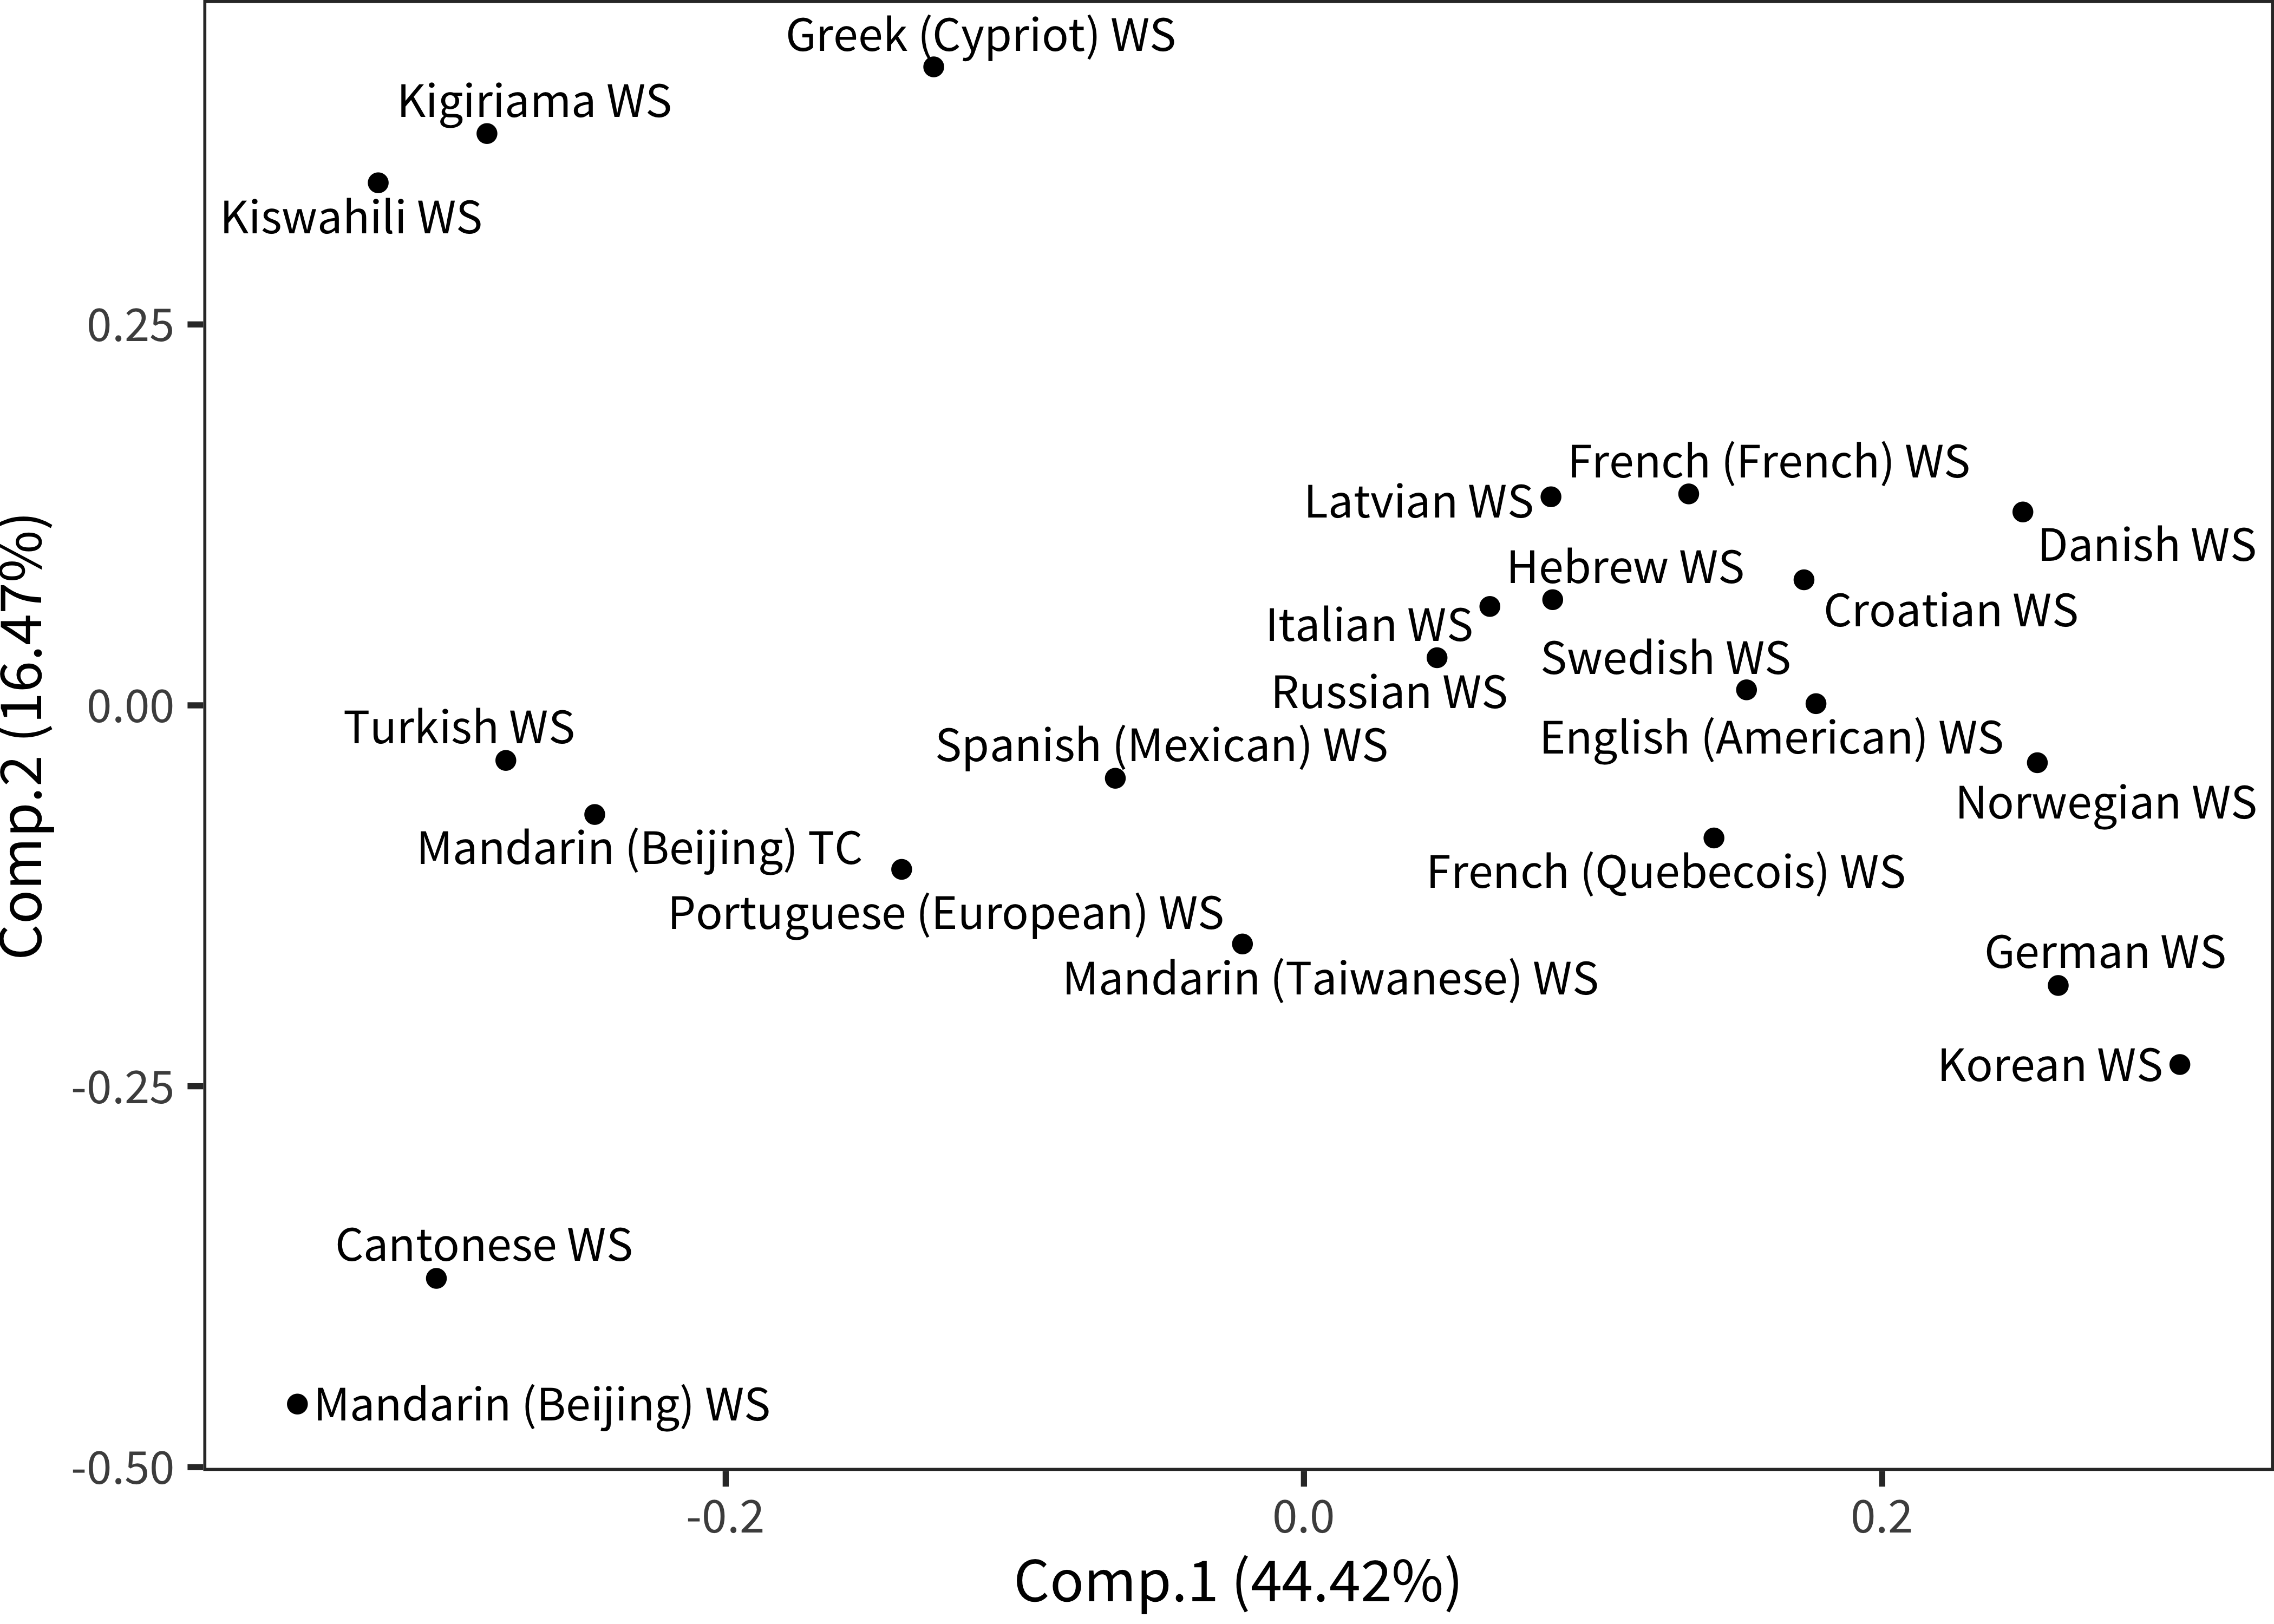 Greek (Cypriot) WS
Kigiriama WS
Kiswahili WS
0.25
French (French) WS
Latvian WS
Danish WS
Hebrew WS
Croatian WS
Italian WS
Swedish WS
Russian WS
0.00
Turkish WS
English (American) WS
Spanish (Mexican) WS
Norwegian WS
Mandarin (Beijing) TC
French (Quebecois) WS
Portuguese (European) WS
German WS
Mandarin (Taiwanese) WS
Korean WS
-0.25
Cantonese WS
Mandarin (Beijing) WS
-0.50
-0.2
0.0
0.2
Comp.1 (44.42%)
Comp.2 (16.47%)